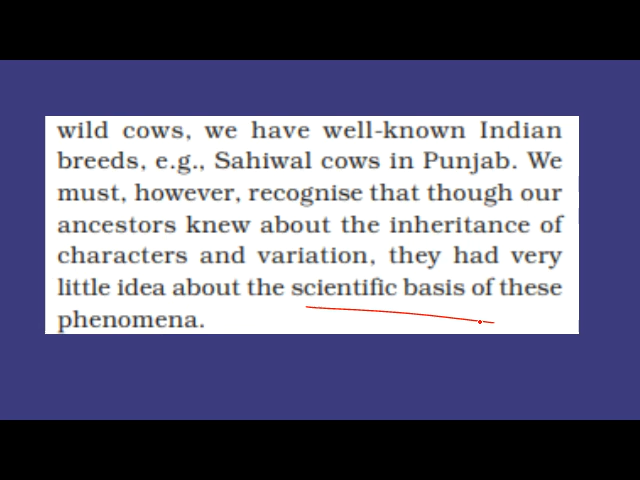 wild cows, we have well-known Indian
breeds, e.g., Sahiwal cows in Punjab. We
must, however, recognise that though our
ancestors knew about the inheritance of
characters and variation, they had very
little idea about the scientific basis of these
phenomena.